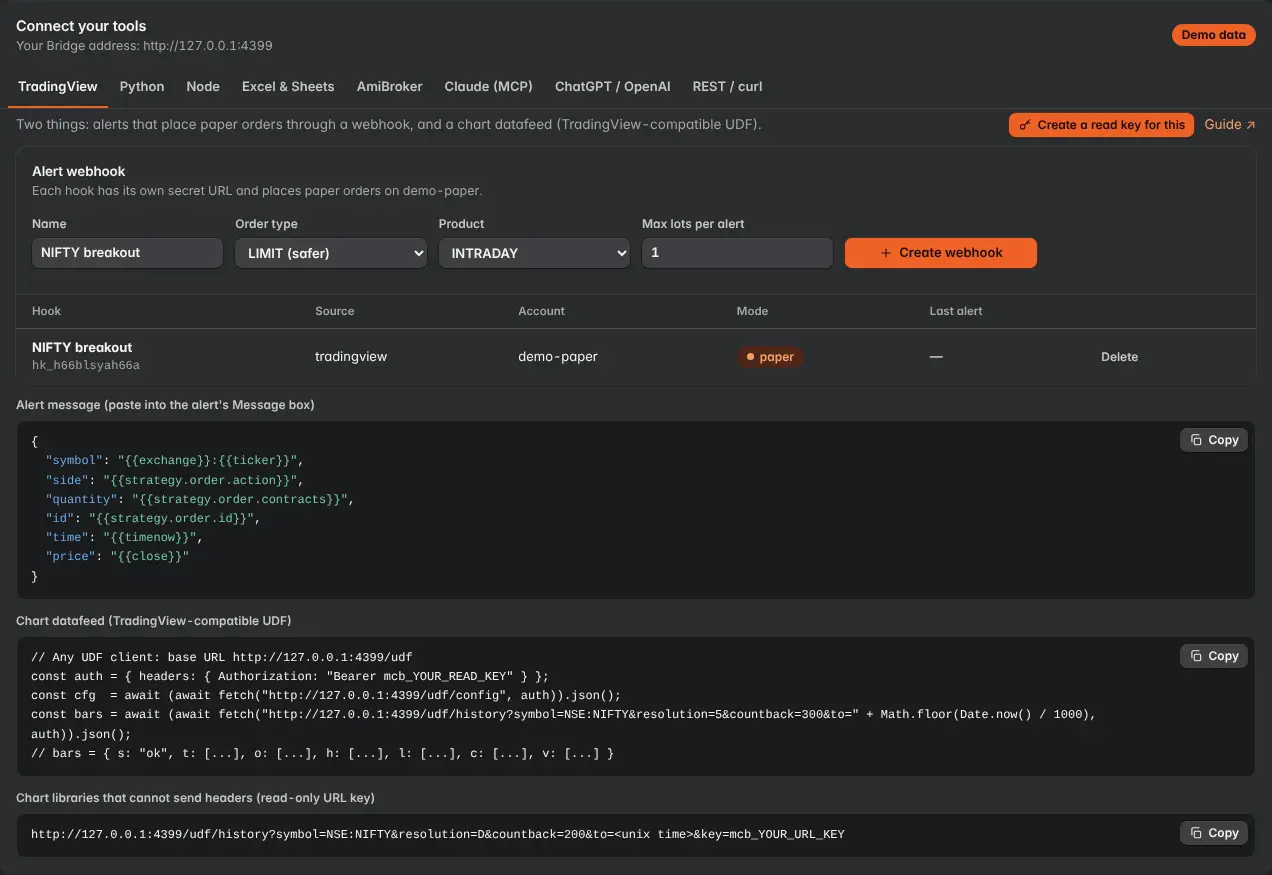 Connect your tools
Your Bridge address: http://127.0.0.1:4399
Demo data
TradingView Python Node Excel & Sheets AmiBroker Claude (MCP) ChatGPT / OpenAI REST / curl
Two things: alerts that place paper orders through a webhook, and a chart datafeed (TradingView-compatible UDF).
Create a read key for this Guide ↗
Alert webhook
Each hook has its own secret URL and places paper orders on demo-paper.
Name Order type Product Max lots per alert
NIFTY breakout LIMIT (safer) INTRADAY 1 + Create webhook
Hook Source Account Mode Last alert
NIFTY breakout
hk_h66blsyah66a
tradingview demo-paper paper — Delete
Alert message (paste into the alert's Message box)
Copy
{
"symbol": "{{exchange}}:{{ticker}}",
"side": "{{strategy.order.action}}",
"quantity": "{{strategy.order.contracts}}",
"id": "{{strategy.order.id}}",
"time": "{{timenow}}",
"price": "{{close}}"
}
Chart datafeed (TradingView-compatible UDF)
Copy
// Any UDF client: base URL http://127.0.0.1:4399/udf
const auth = { headers: { Authorization: "Bearer mcb_YOUR_READ_KEY" } };
const cfg  = await (await fetch("http://127.0.0.1:4399/udf/config", auth)).json();
const bars = await (await fetch("http://127.0.0.1:4399/udf/history?symbol=NSE:NIFTY&resolution=5&countback=300&to=" + Math.floor(Date.now() / 1000),
auth)).json();
// bars = { s: "ok", t: [...], o: [...], h: [...], l: [...], c: [...], v: [...] }
Chart libraries that cannot send headers (read-only URL key)
http://127.0.0.1:4399/udf/history?symbol=NSE:NIFTY&resolution=D&countback=200&to=<unix time>&key=mcb_YOUR_URL_KEY
Copy